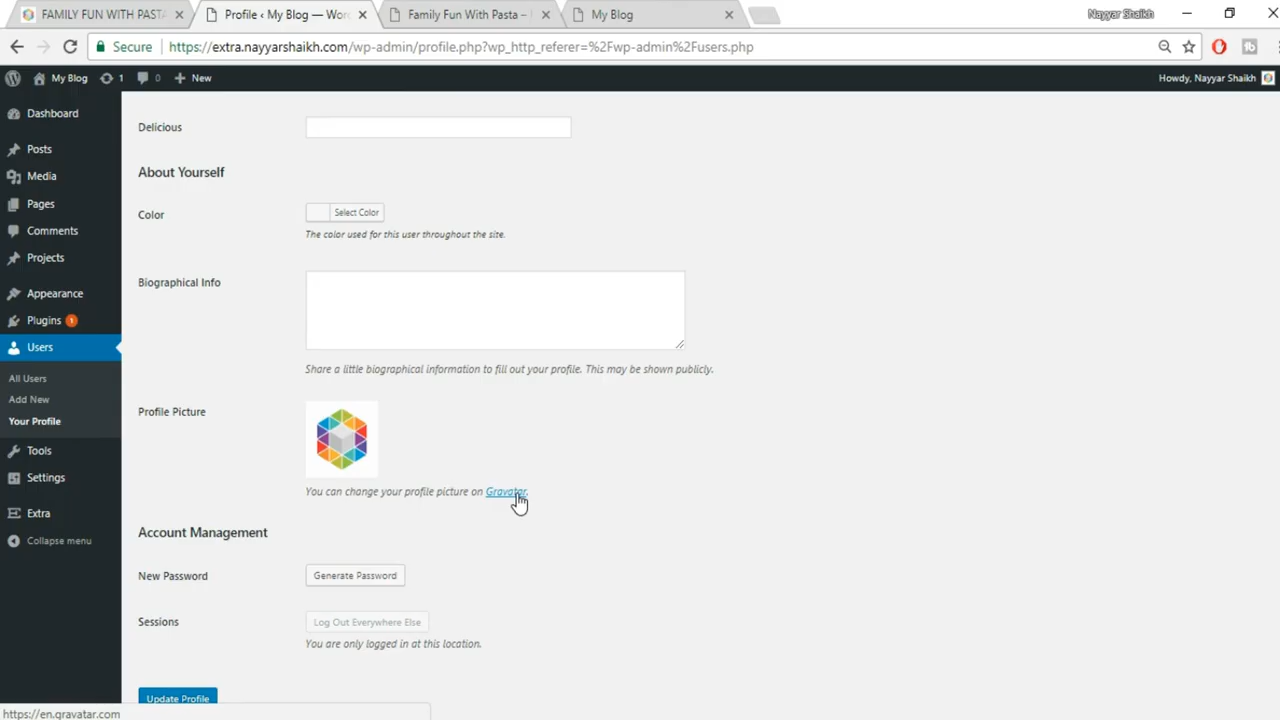 FAMILY FUN WITH PASTA
Profile ‹ My Blog — Wor
Family Fun With Pasta –
My Blog
Nayyar Shaikh
Secure
https://extra.nayyarshaikh.com/wp-admin/profile.php?wp_http_referer=%2Fwp-admin%2Fusers.php
My Blog
1
0
New
Howdy, Nayyar Shaikh
Dashboard
Posts
Media
Pages
Comments
Projects
Appearance
Plugins 1
Users
All Users
Add New
Your Profile
Tools
Settings
Extra
Collapse menu
Delicious
About Yourself
Color
Select Color
The color used for this user throughout the site.
Biographical Info
Share a little biographical information to fill out your profile. This may be shown publicly.
Profile Picture
You can change your profile picture on Gravatar.
Account Management
New Password
Generate Password
Sessions
Log Out Everywhere Else
You are only logged in at this location.
Update Profile
https://en.gravatar.com